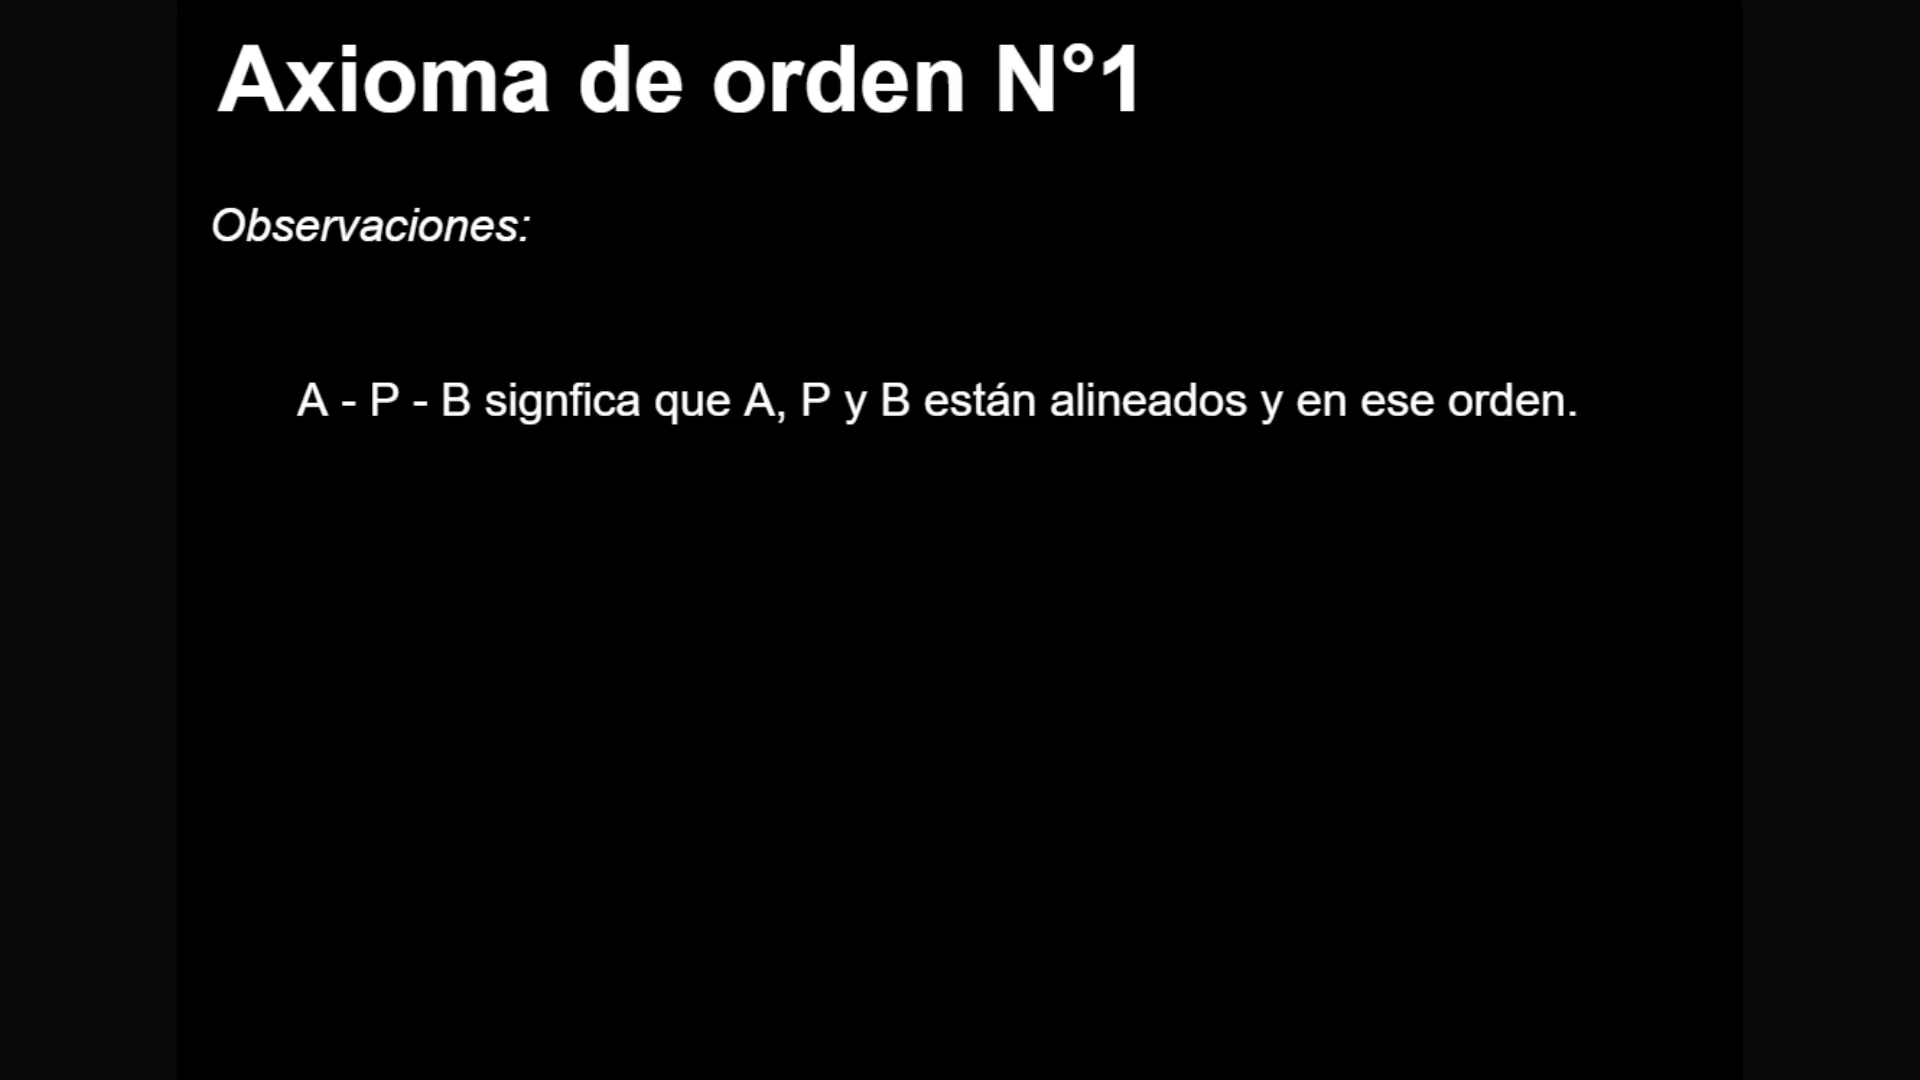 Axioma de orden N°1
Observaciones:
A - P - B signfica que A, P y B están alineados y en ese orden.